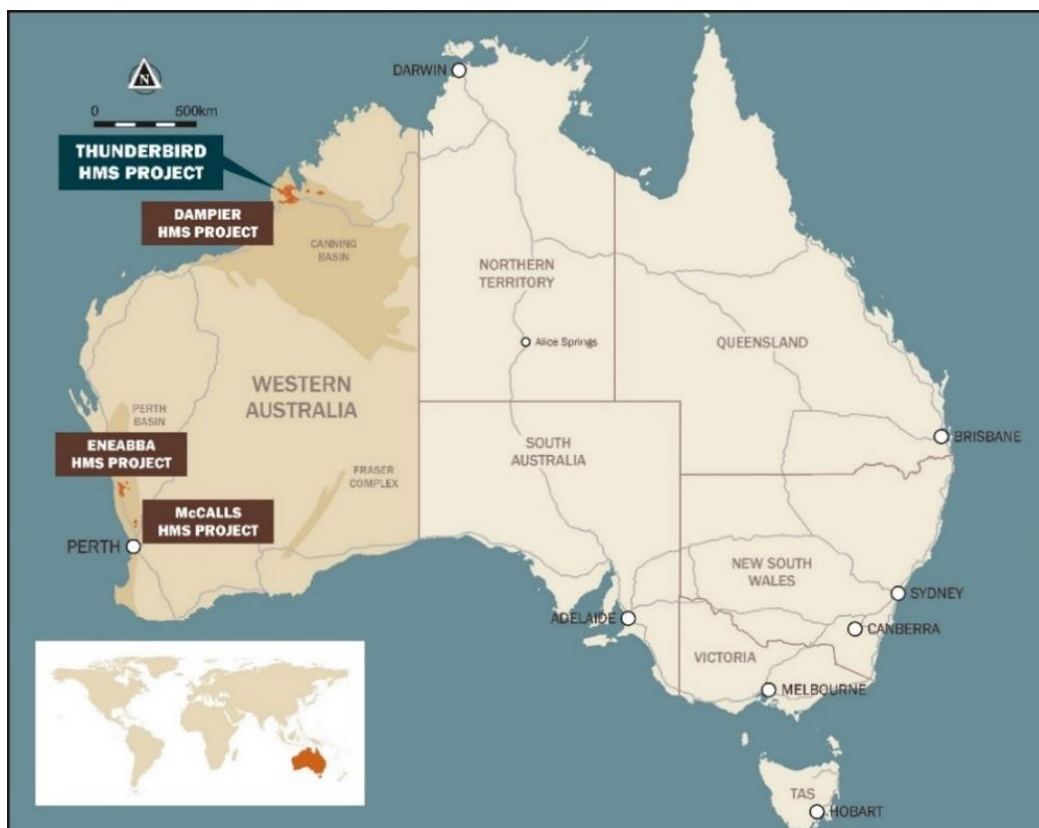 DARWIN
N
0 500km
THUNDERBIRD
HMS PROJECT
DAMPIER
HMS PROJECT
CANNING
BASIN
NORTHERN
TERRITORY
Alice Springs
QUEENSLAND
WESTERN
AUSTRALIA
PERTH
BASIN
ENEABBA
HMS PROJECT
SOUTH
AUSTRALIA
BRISBANE
FRASER
COMPLEX
McCALLS
HMS PROJECT
PERTH
NEW SOUTH
WALES
SYDNEY
ADELAIDE
CANBERRA
VICTORIA
MELBOURNE
TAS
HOBART